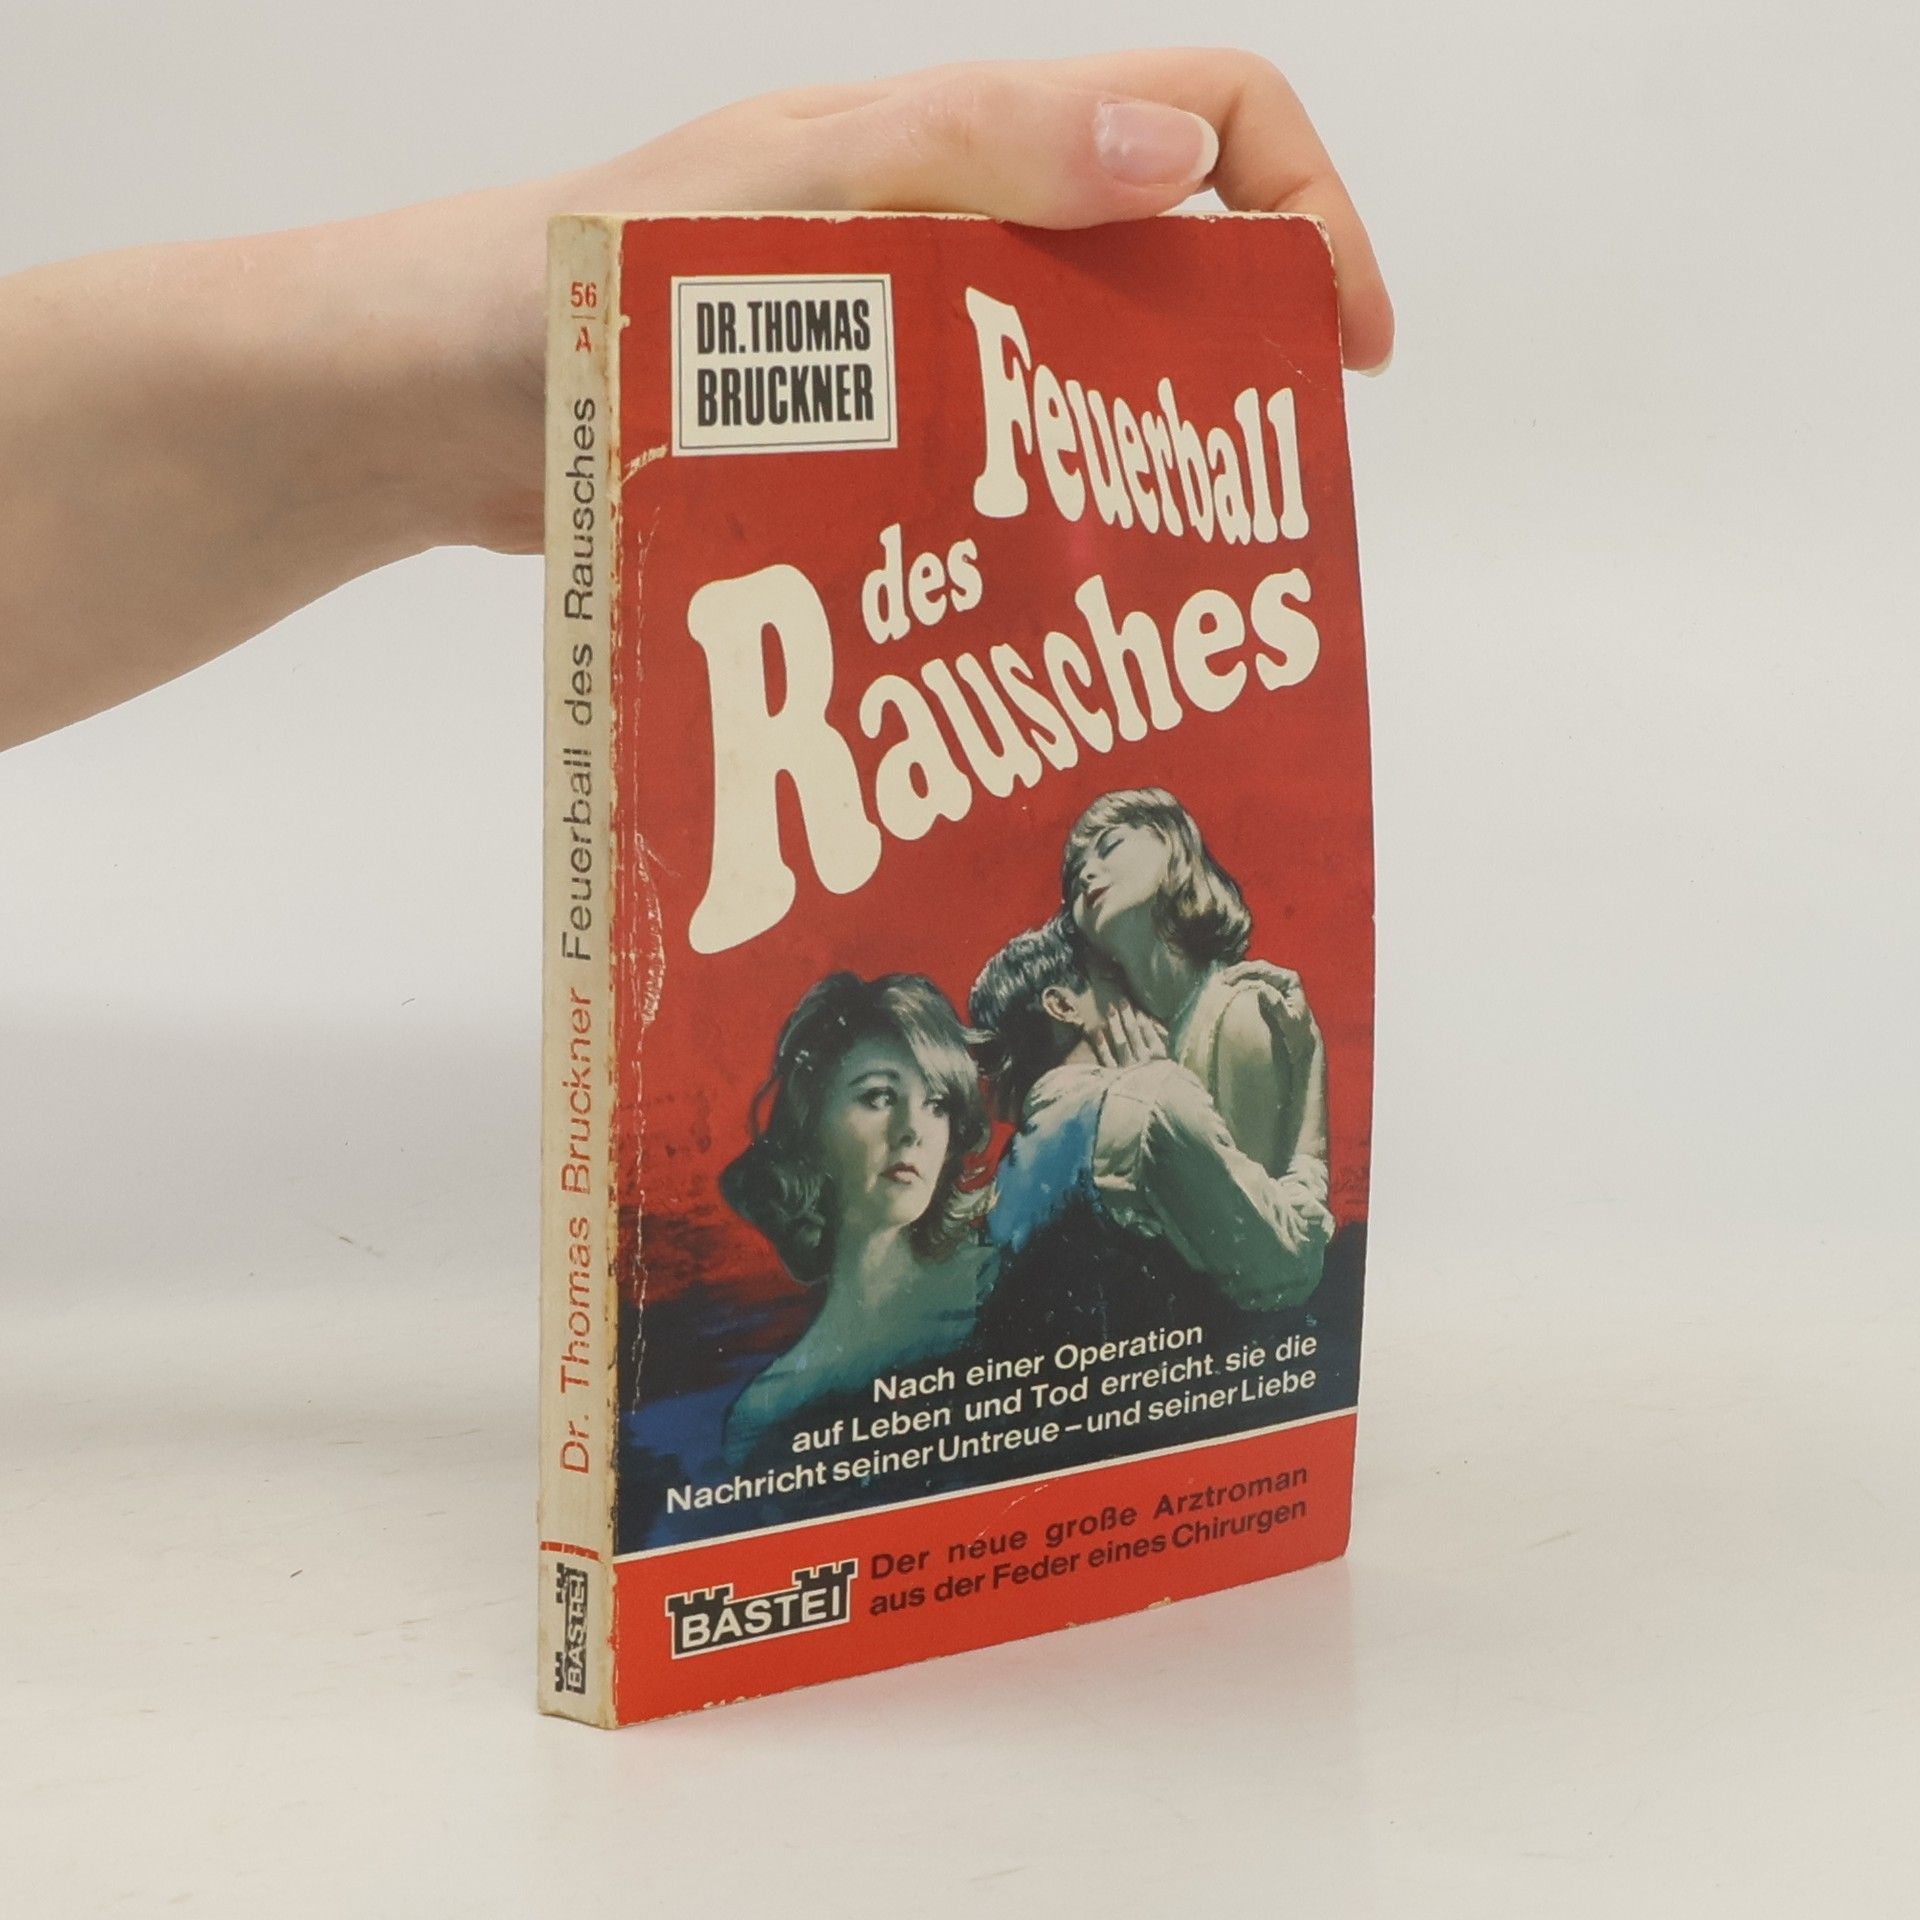 56
A
Dr. Thomas Bruckner Feuerball des Rausches
BASTEI
DR. THOMAS
BRUCKNER
Feuerball
des
Rausches
Nach einer Operation
auf Leben und Tod erreicht sie die
Nachricht seiner Untreue – und seiner Liebe
BASTEI
Der neue große Arztroman
aus der Feder eines Chirurgen